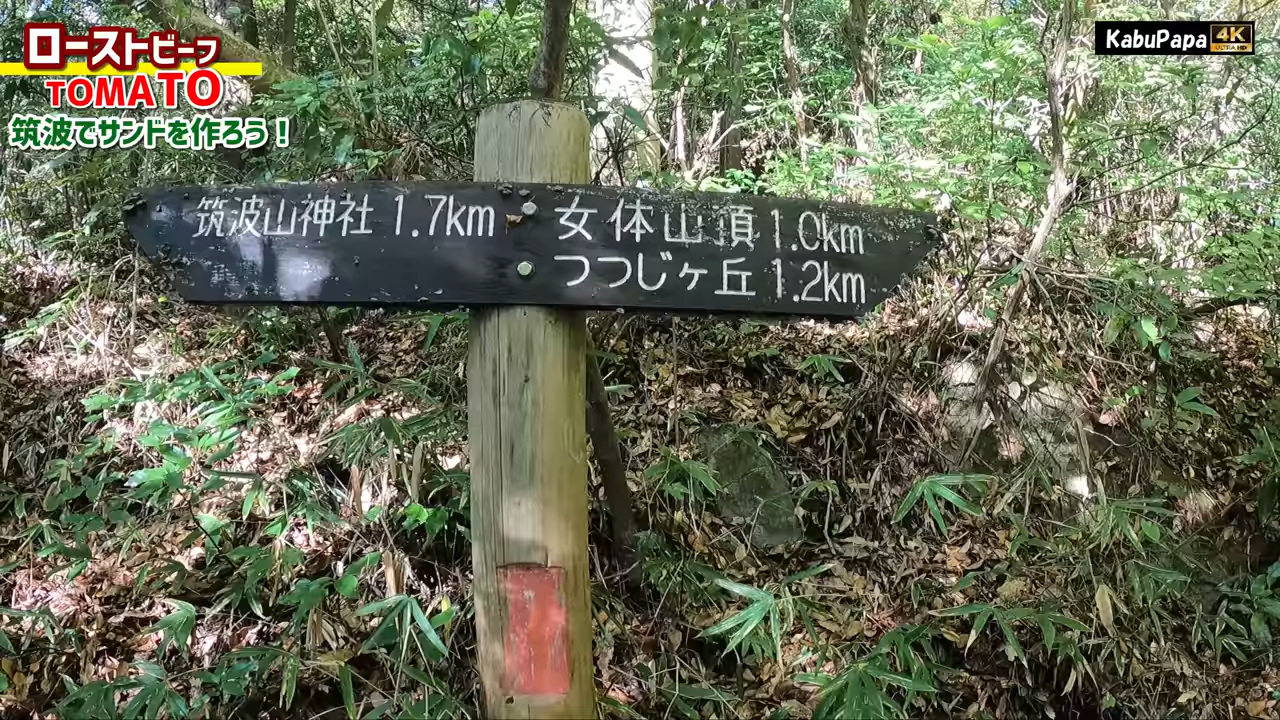 ローストビーフ
TOMATO
筑波でサンドを作ろう！
KabuPapa 4K
ULTRA HD
筑波山神社 1.7km
女体山頂 1.0km
つつじヶ丘 1.2km